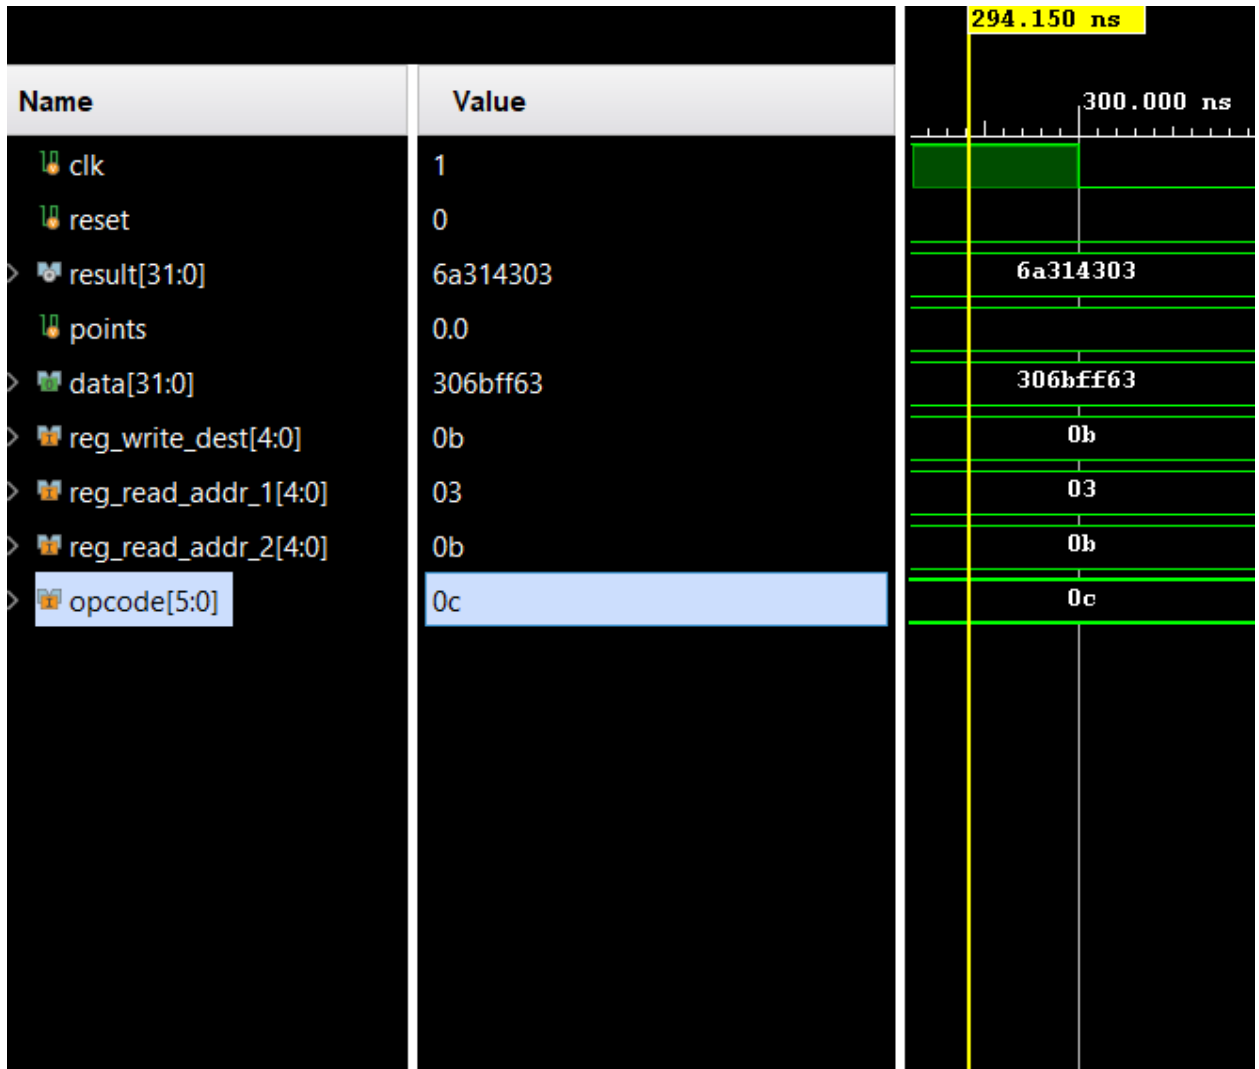 294.150 ns
Name Value 300.000 ns
clk 1
reset 0
result[31:0] 6a314303 6a314303
points 0.0
data[31:0] 306bff63 306bff63
reg_write_dest[4:0] 0b 0b
reg_read_addr_1[4:0] 03 03
reg_read_addr_2[4:0] 0b 0b
opcode[5:0] 0c 0c